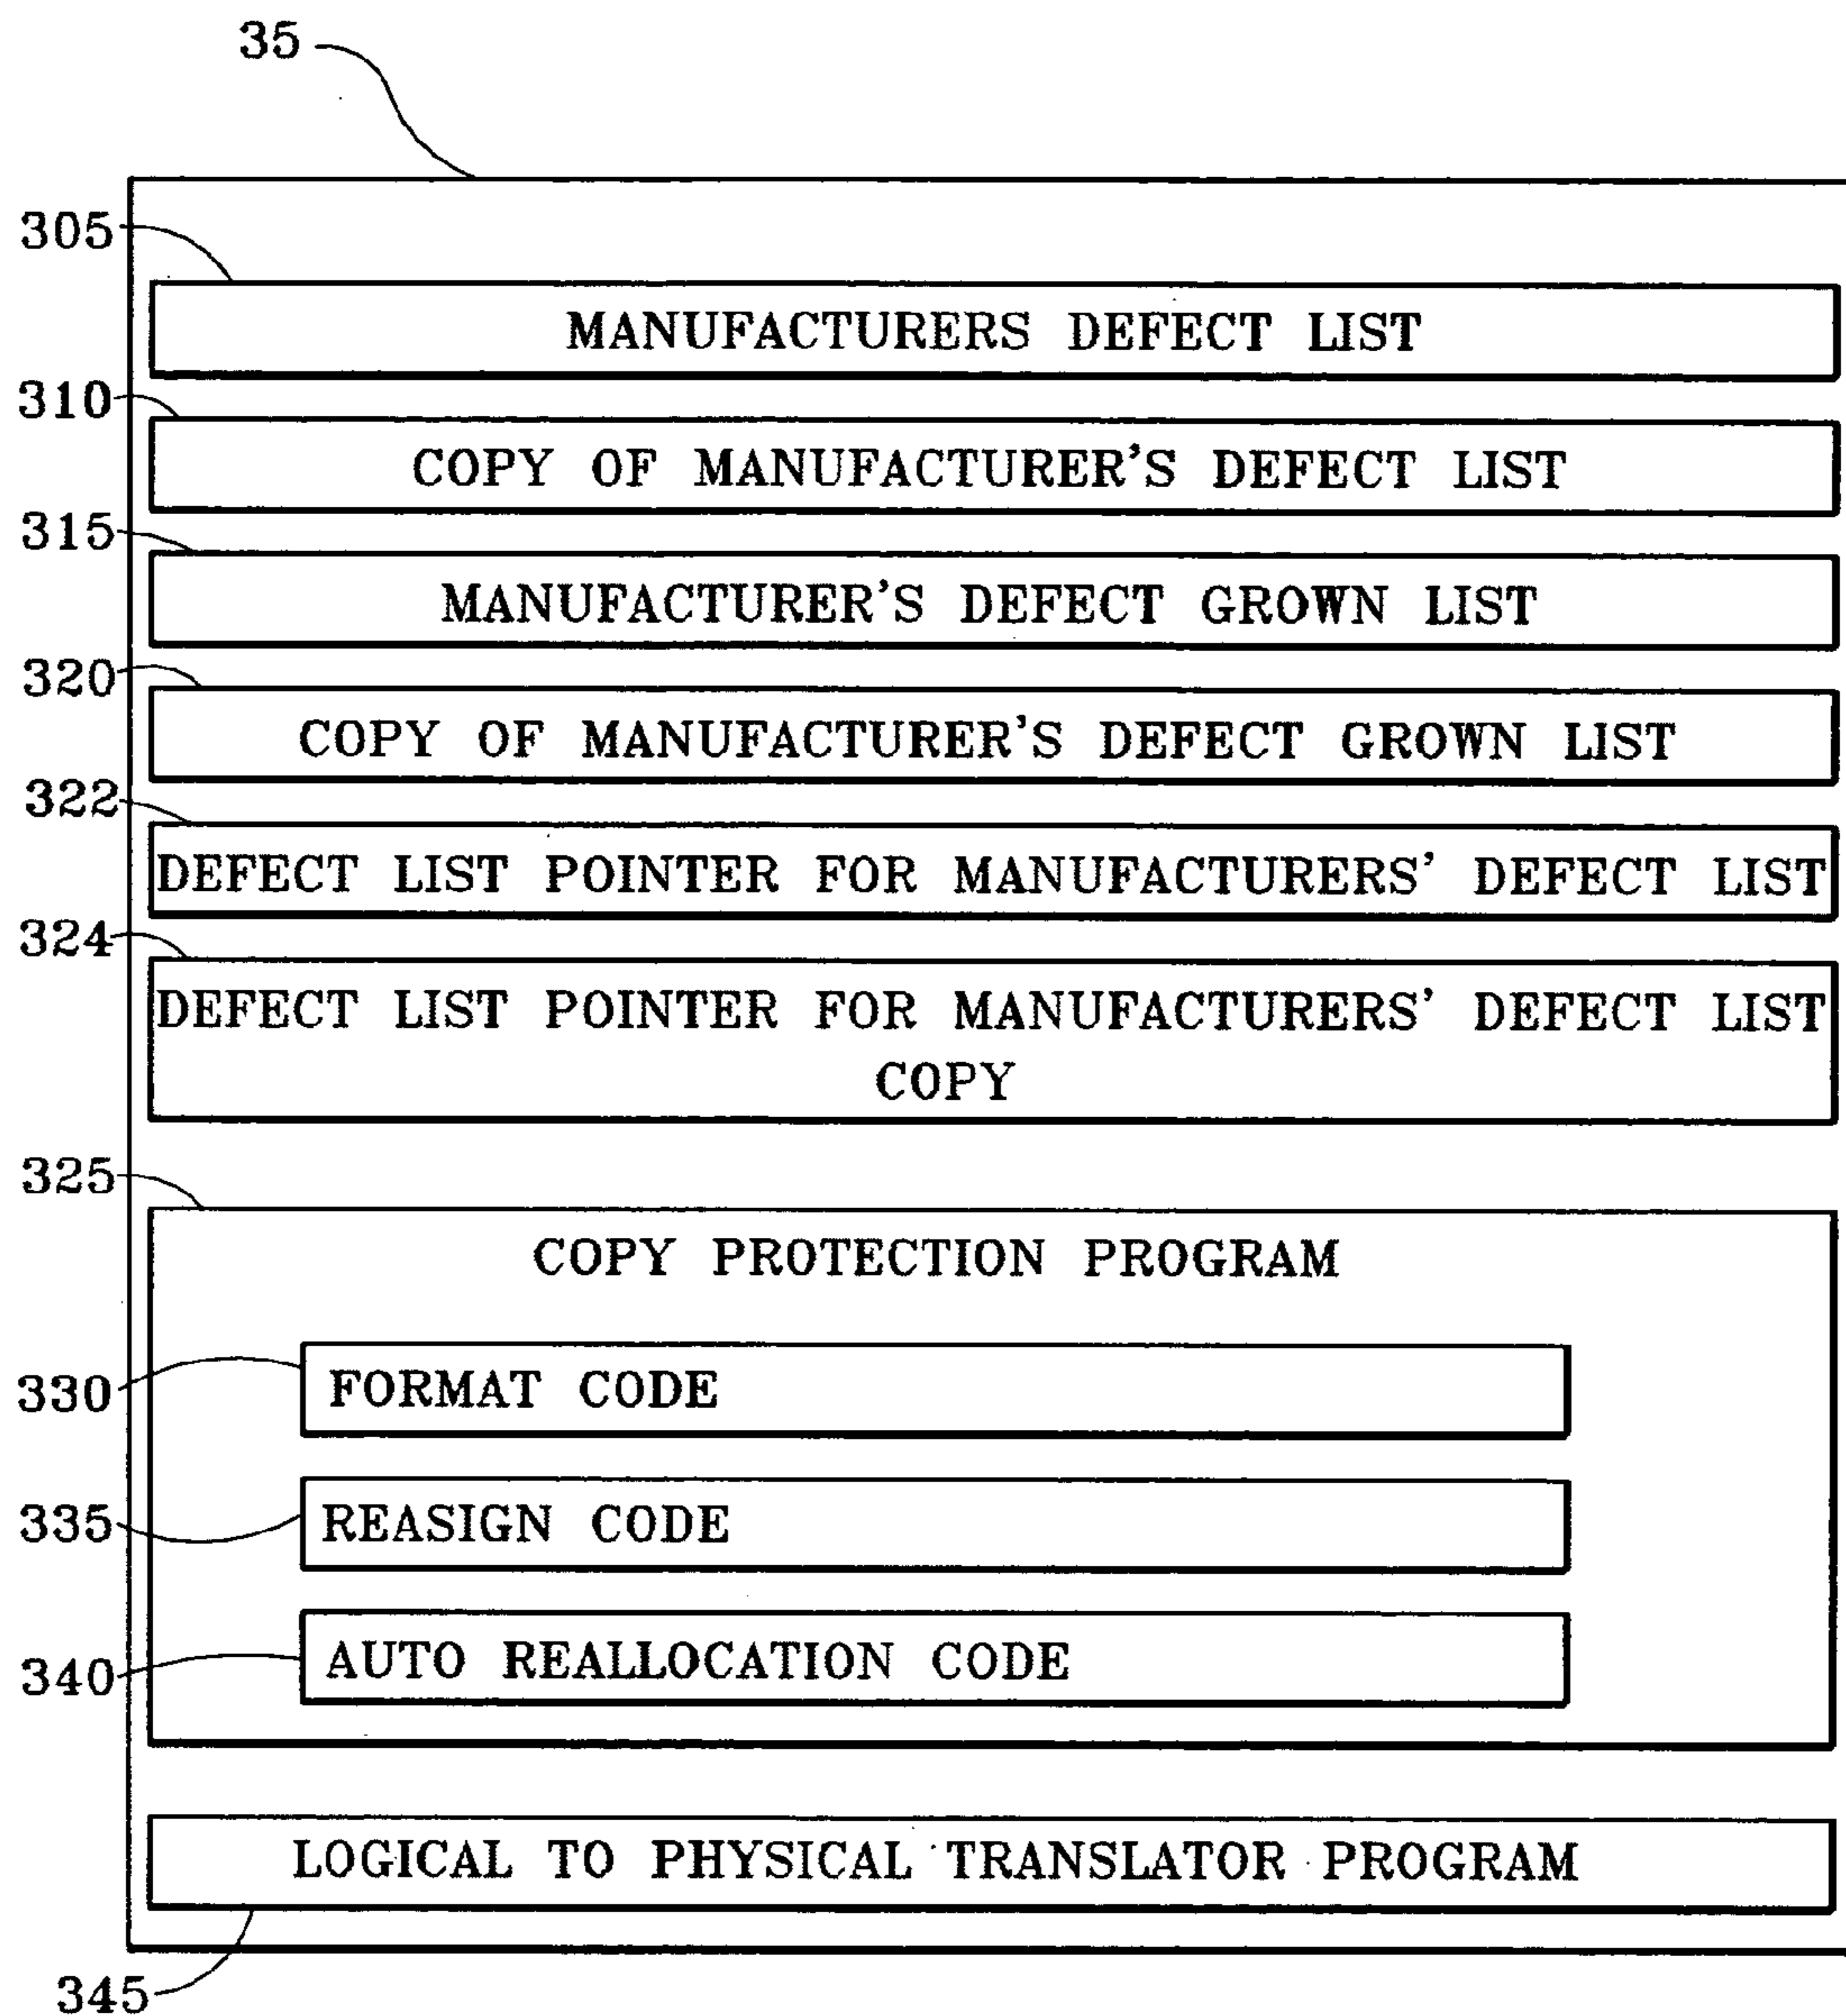 35
305
MANUFACTURERS DEFECT LIST
310
COPY OF MANUFACTURER'S DEFECT LIST
315
MANUFACTURER'S DEFECT GROWN LIST
320
COPY OF MANUFACTURER'S DEFECT GROWN LIST
322
DEFECT LIST POINTER FOR MANUFACTURERS' DEFECT LIST
324
DEFECT LIST POINTER FOR MANUFACTURERS' DEFECT LIST
COPY
325
COPY PROTECTION PROGRAM
330
FORMAT CODE
335
REASIGN CODE
340
AUTO REALLOCATION CODE
LOGICAL TO PHYSICAL TRANSLATOR PROGRAM
345